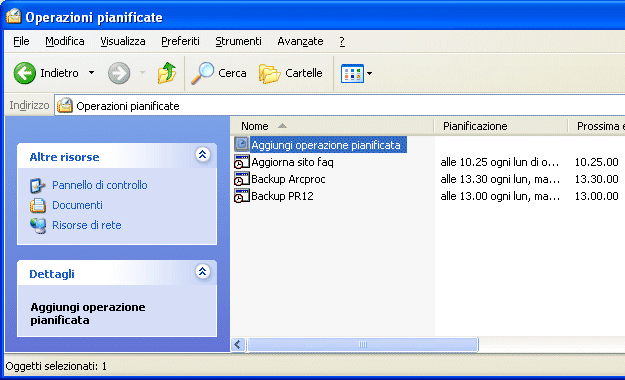 Operazioni pianificate
File Modifica Visualizza Preferiti Strumenti Avanzate ?
Indietro Cerca Cartelle
Indirizzo Operazioni pianificate
Nome Pianificazione Prossima e
Aggiungi operazione pianificata
Aggiorna sito faq alle 10.25 ogni lun di o... 10.25.00
Backup Arcproc alle 13.30 ogni lun, ma... 13.30.00
Backup PR12 alle 13.00 ogni lun, ma... 13.00.00
Altre risorse
Pannello di controllo
Documenti
Risorse di rete
Dettagli
Aggiungi operazione
pianificata
Oggetti selezionati: 1